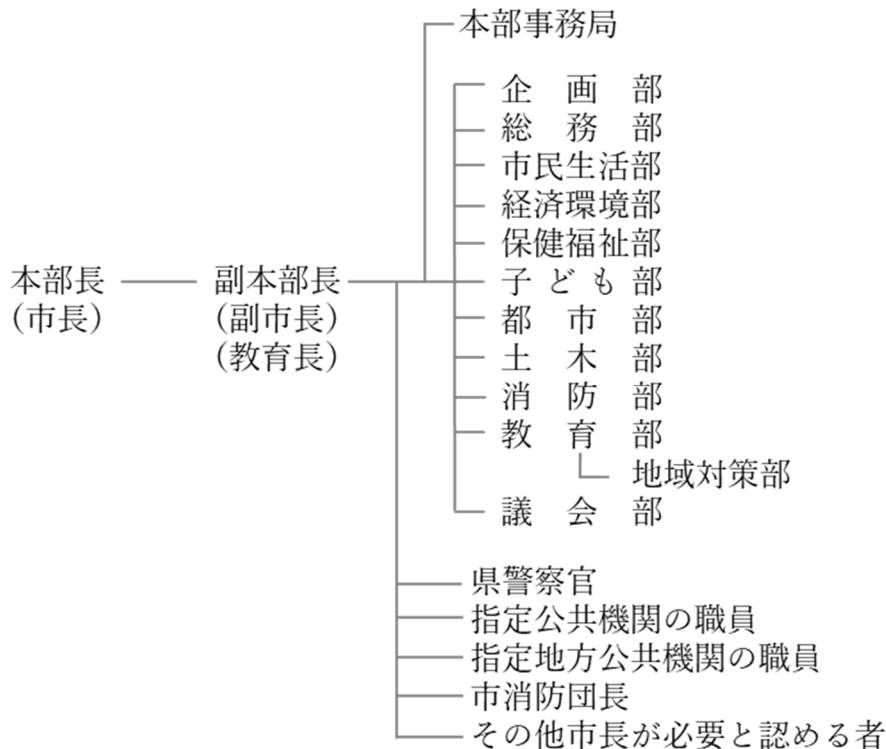 本部事務局
企画部
総務部
市民生活部
経済環境部
保健福祉部
本部長
副本部長
子ども部
(市長)
(副市長)
都市部
(教育長)
土木部
消防部
教育部
地域対策部
議会部
県警察官
指定公共機関の職員
指定地方公共機関の職員
市消防団長
その他市長が必要と認める者